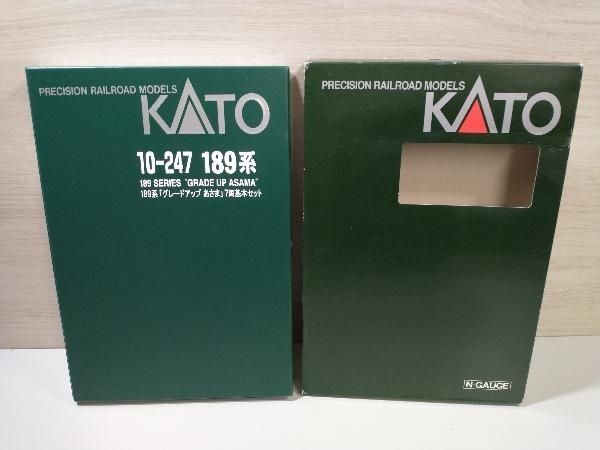 PRECISION RAILROAD MODELS
KATO
10-247 189系
189 SERIES "GRADE UP ASAMA"
189系「グレードアップ あさま」7両基本セット
PRECISION RAILROAD MODELS
KATO
N-GAUGE